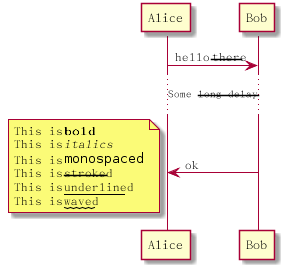 Alice Bob
hello there
Some long delay
This is bold
This is italics
This is monospaced
This is stroked
This is underlined
This is waved
ok
Alice Bob